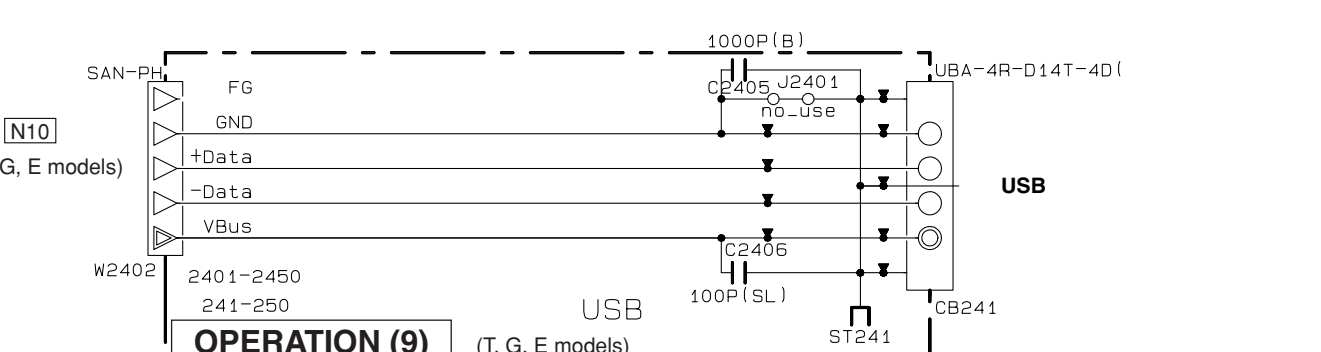 1000P(B)
SAN-PH
UBA-4R-D14T-4D(
FG
C2405
J2401
no_use
N10
GND
G, E models)
+Data
-Data
USB
VBus
C2406
W2402
2401-2450
100P(SL)
241-250
USB
CB241
ST241
OPERATION (9)
(T, G, E models)